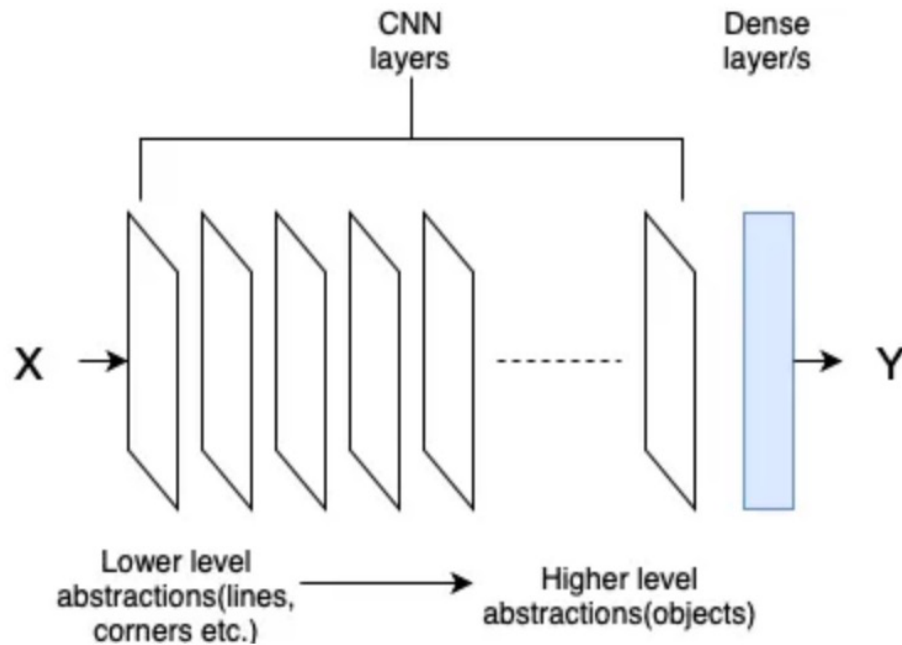 CNN
layers
Dense
layer/s
X
Y
Lower level
abstractions(lines,
corners etc.)
Higher level
abstractions(objects)